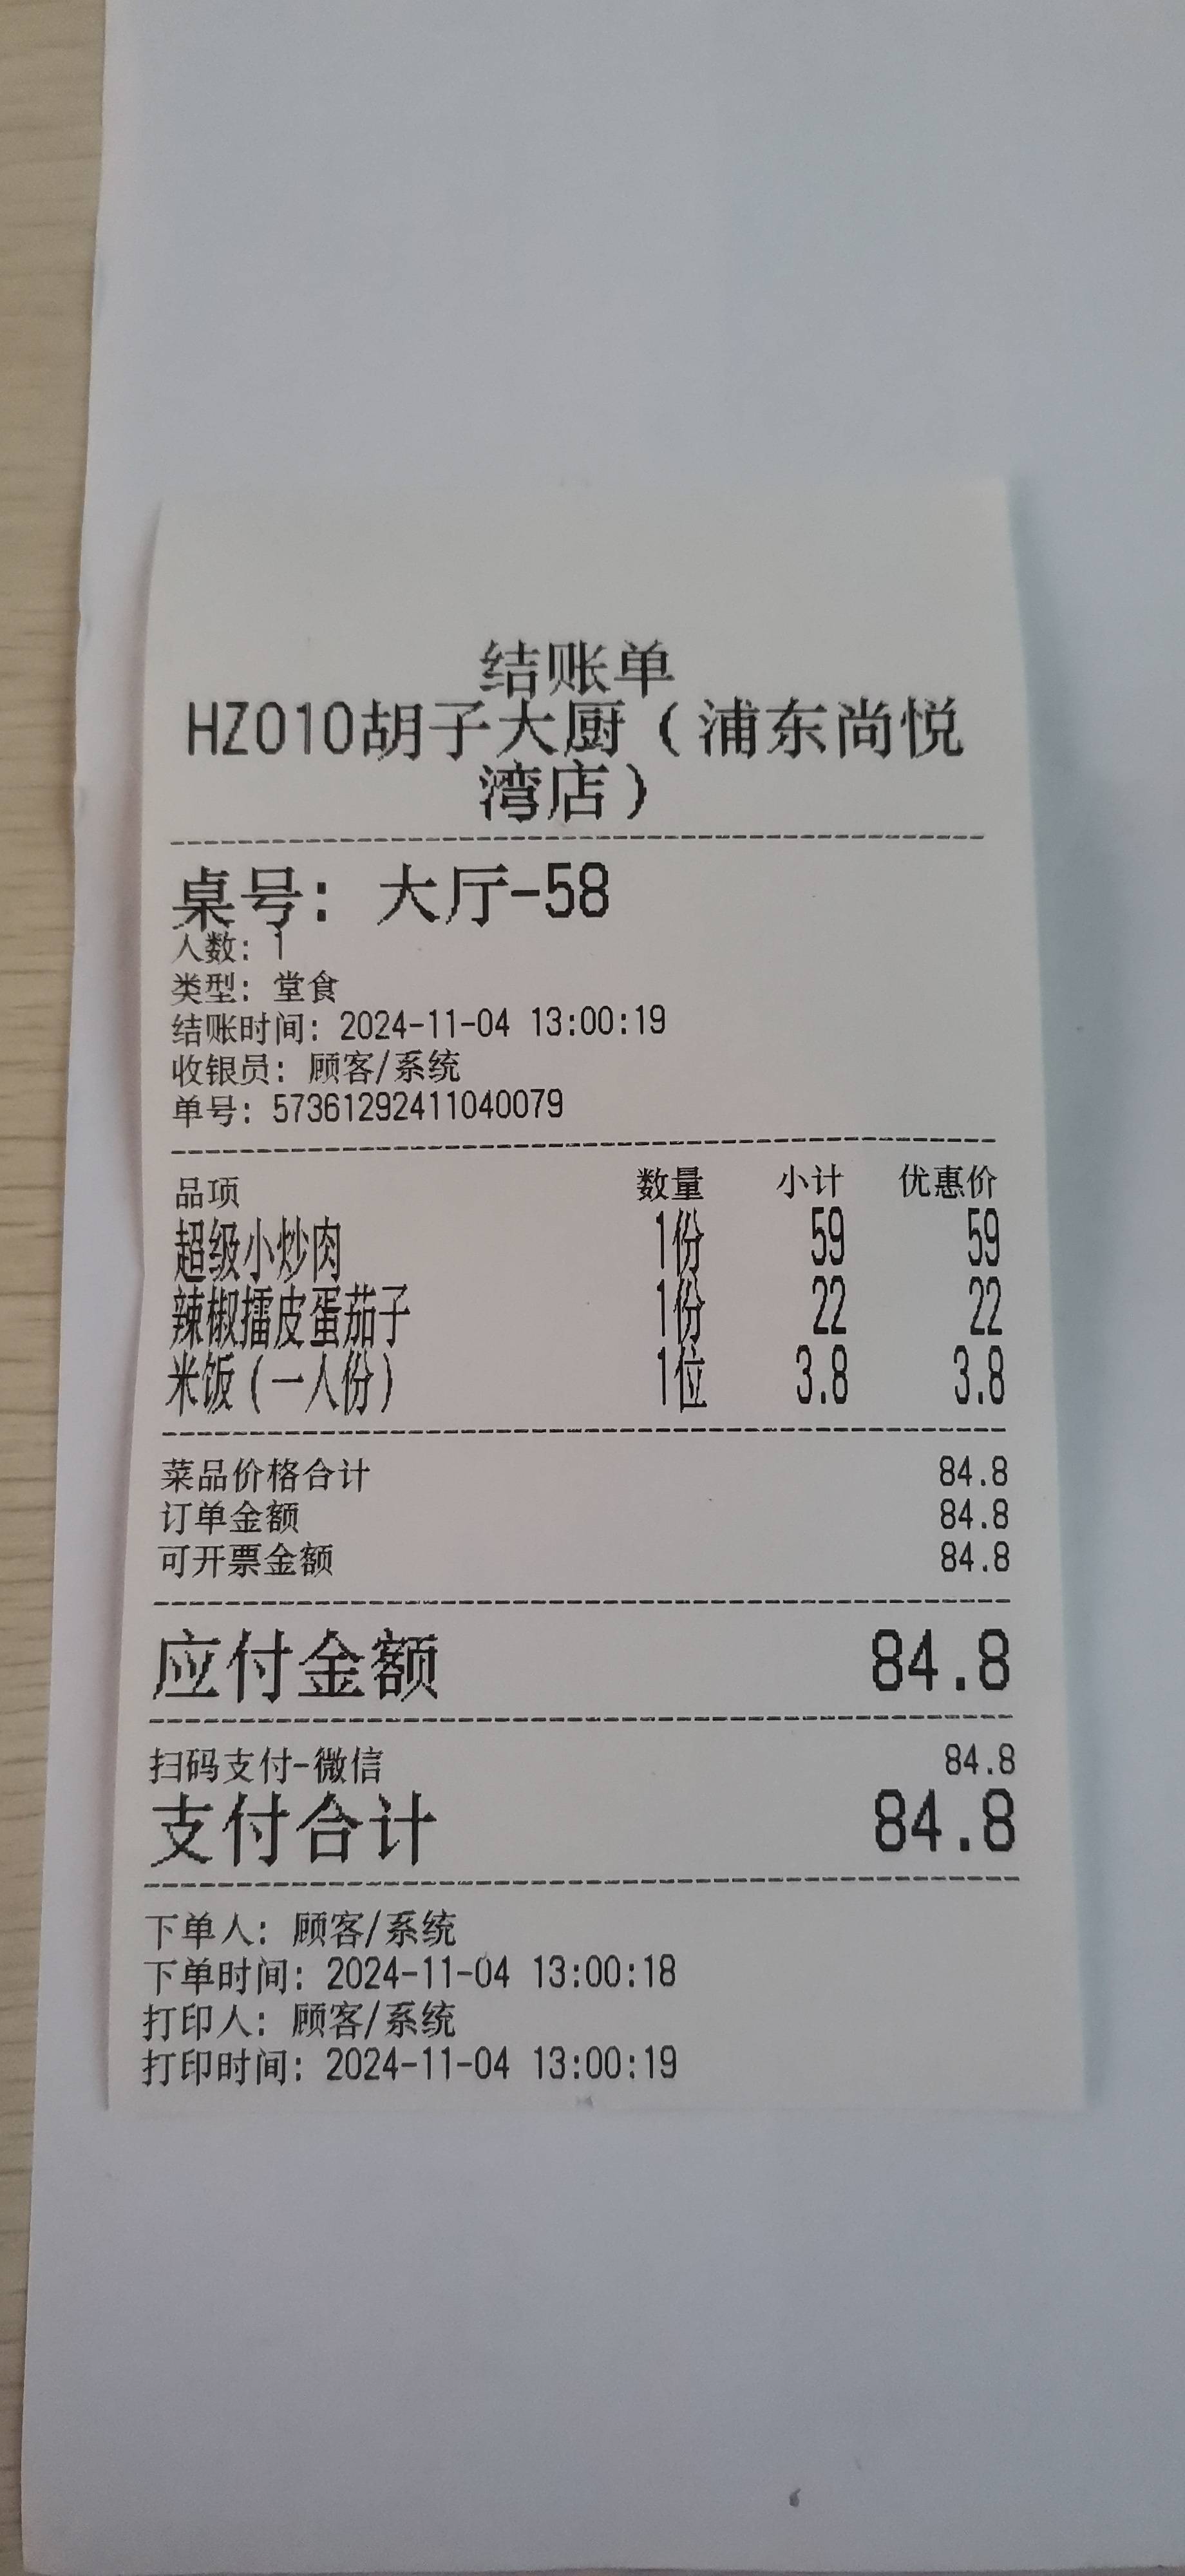 结账单
HZ010胡子大厨(浦东尚悦
湾店)
桌号: 大厅-58
人数: 1
类型: 堂食
结账时间: 2024-11-04 13:00:19
收银员: 顾客/系统
单号: 57361292411040079
品项 数量 小计 优惠价
超级小炒肉 1份 59 59
辣椒擂皮蛋茄子 1份 22 22
米饭(一人份) 1位 3.8 3.8
菜品价格合计 84.8
订单金额 84.8
可开票金额 84.8
应付金额 84.8
扫码支付-微信 84.8
支付合计 84.8
下单人: 顾客/系统
下单时间: 2024-11-04 13:00:18
打印人: 顾客/系统
打印时间: 2024-11-04 13:00:19